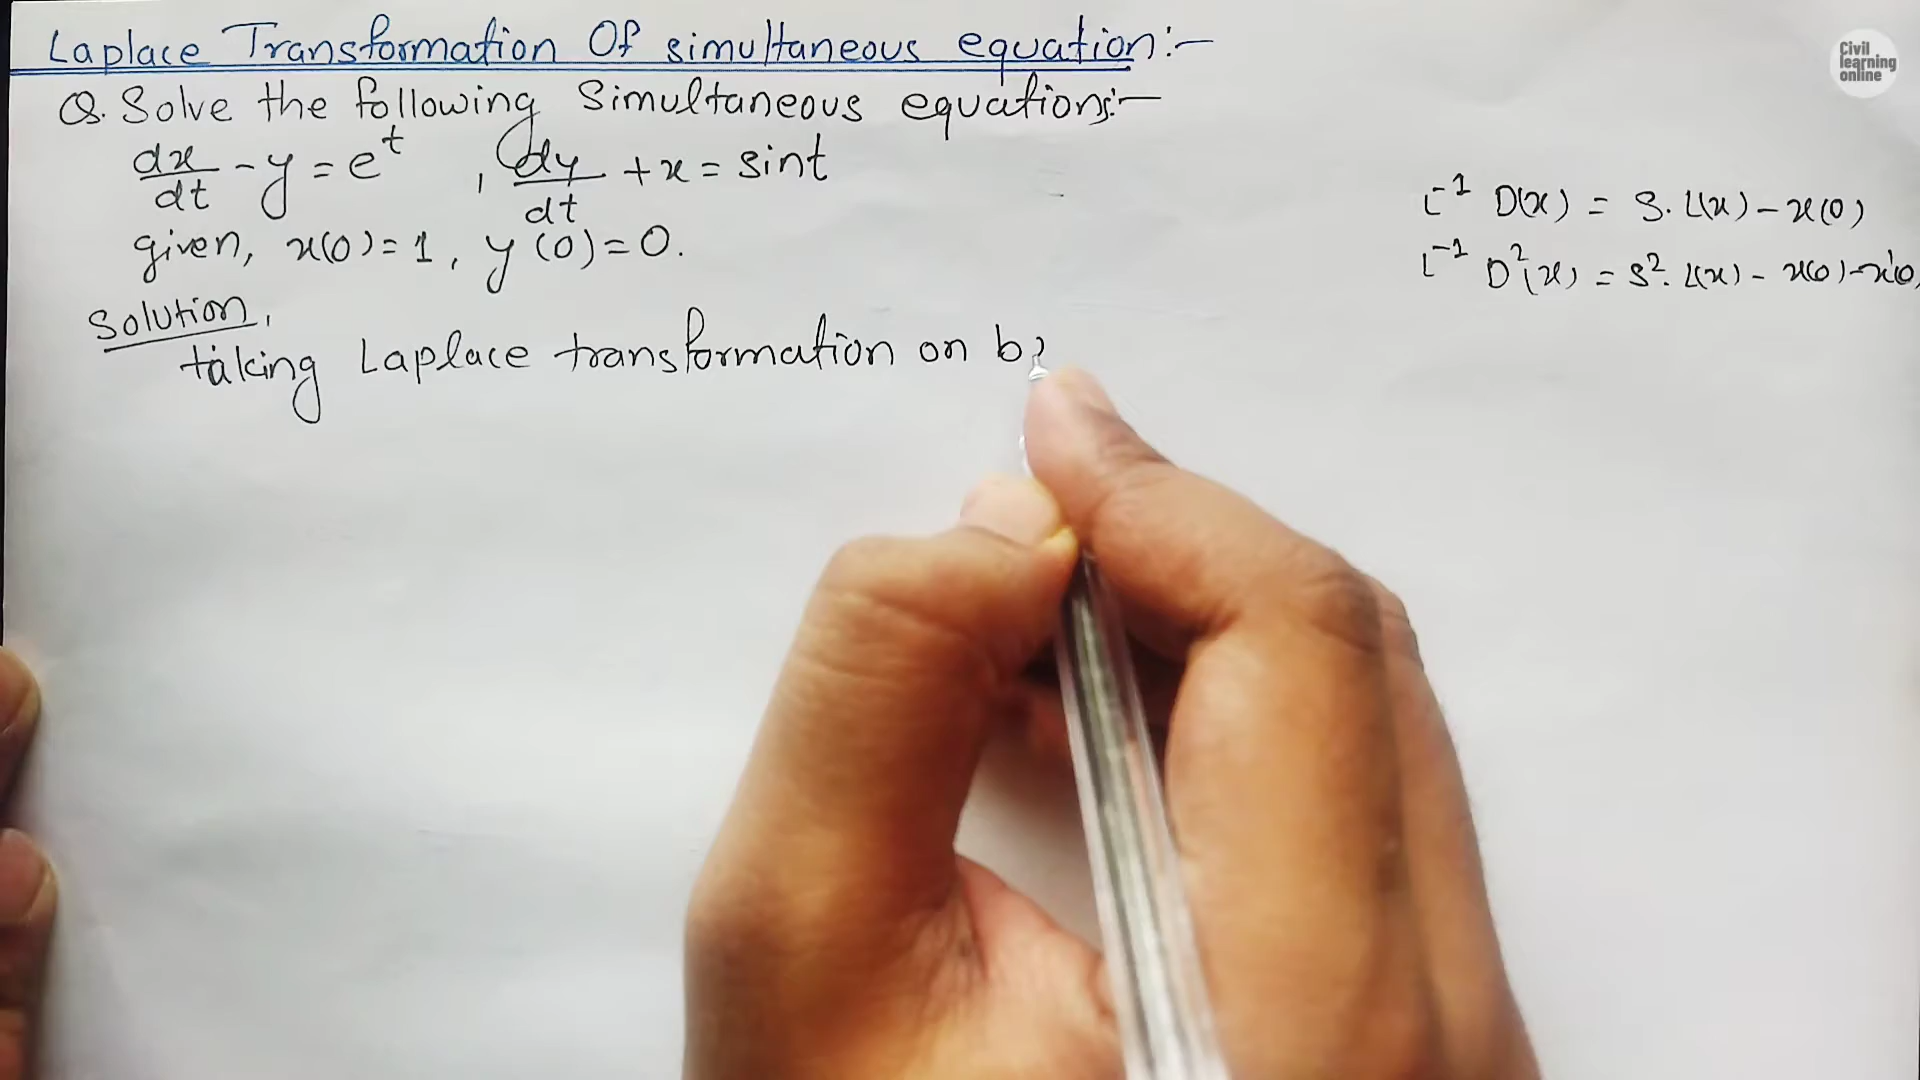 Laplace Transformation Of simultaneous equation:-
Q. Solve the following Simultaneous equations:-
dx/dt - y = e^t , dy/dt + x = sint
given, x(0) = 1, y(0) = 0.
Solution,
taking Laplace transformation on b
L^-1 D(x) = S. L(x) - x(0)
L^-1 D^2(x) = S^2. L(x) - x(0) - x'(0)
Civil
learning
online